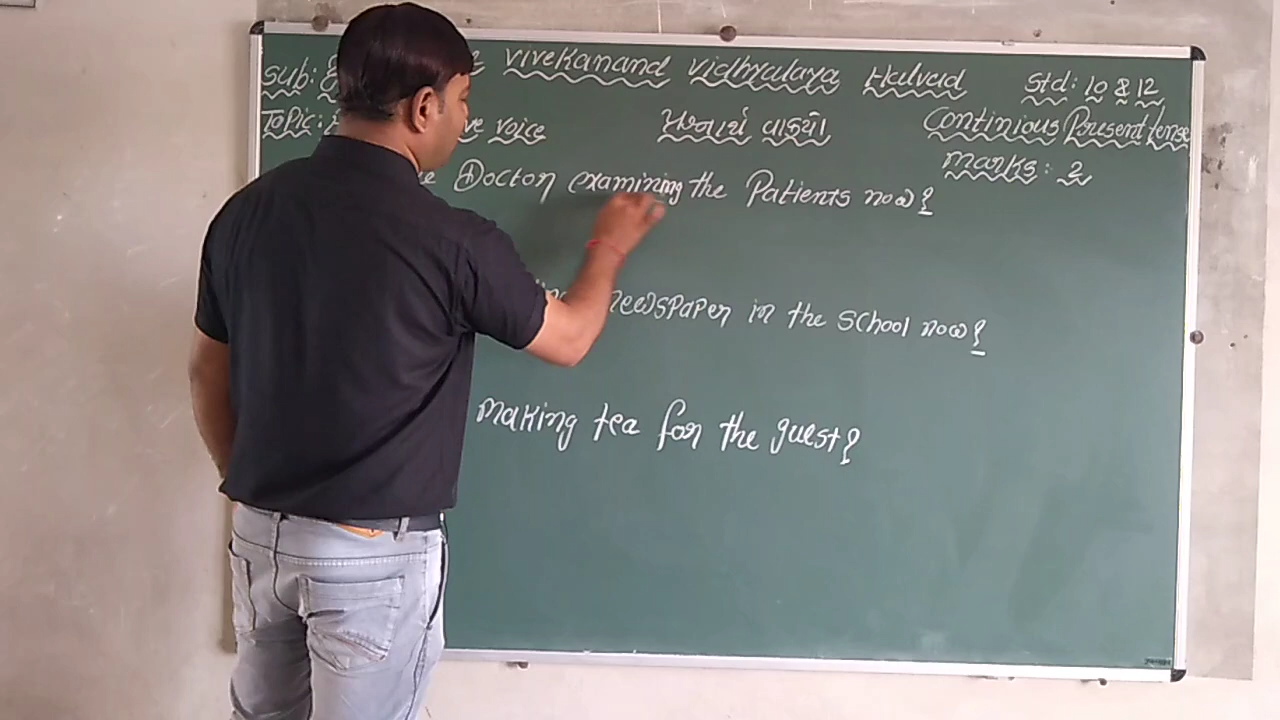 Sub: vivekanand vidhyalaya Halvad Std: 10 & 12
Topic: voice પ્રશ્નાર્થ વાક્યો Continious Present tense
marks: 2
Doctor examining the Patients now?
newspaper in the school now?
making tea for the guest?